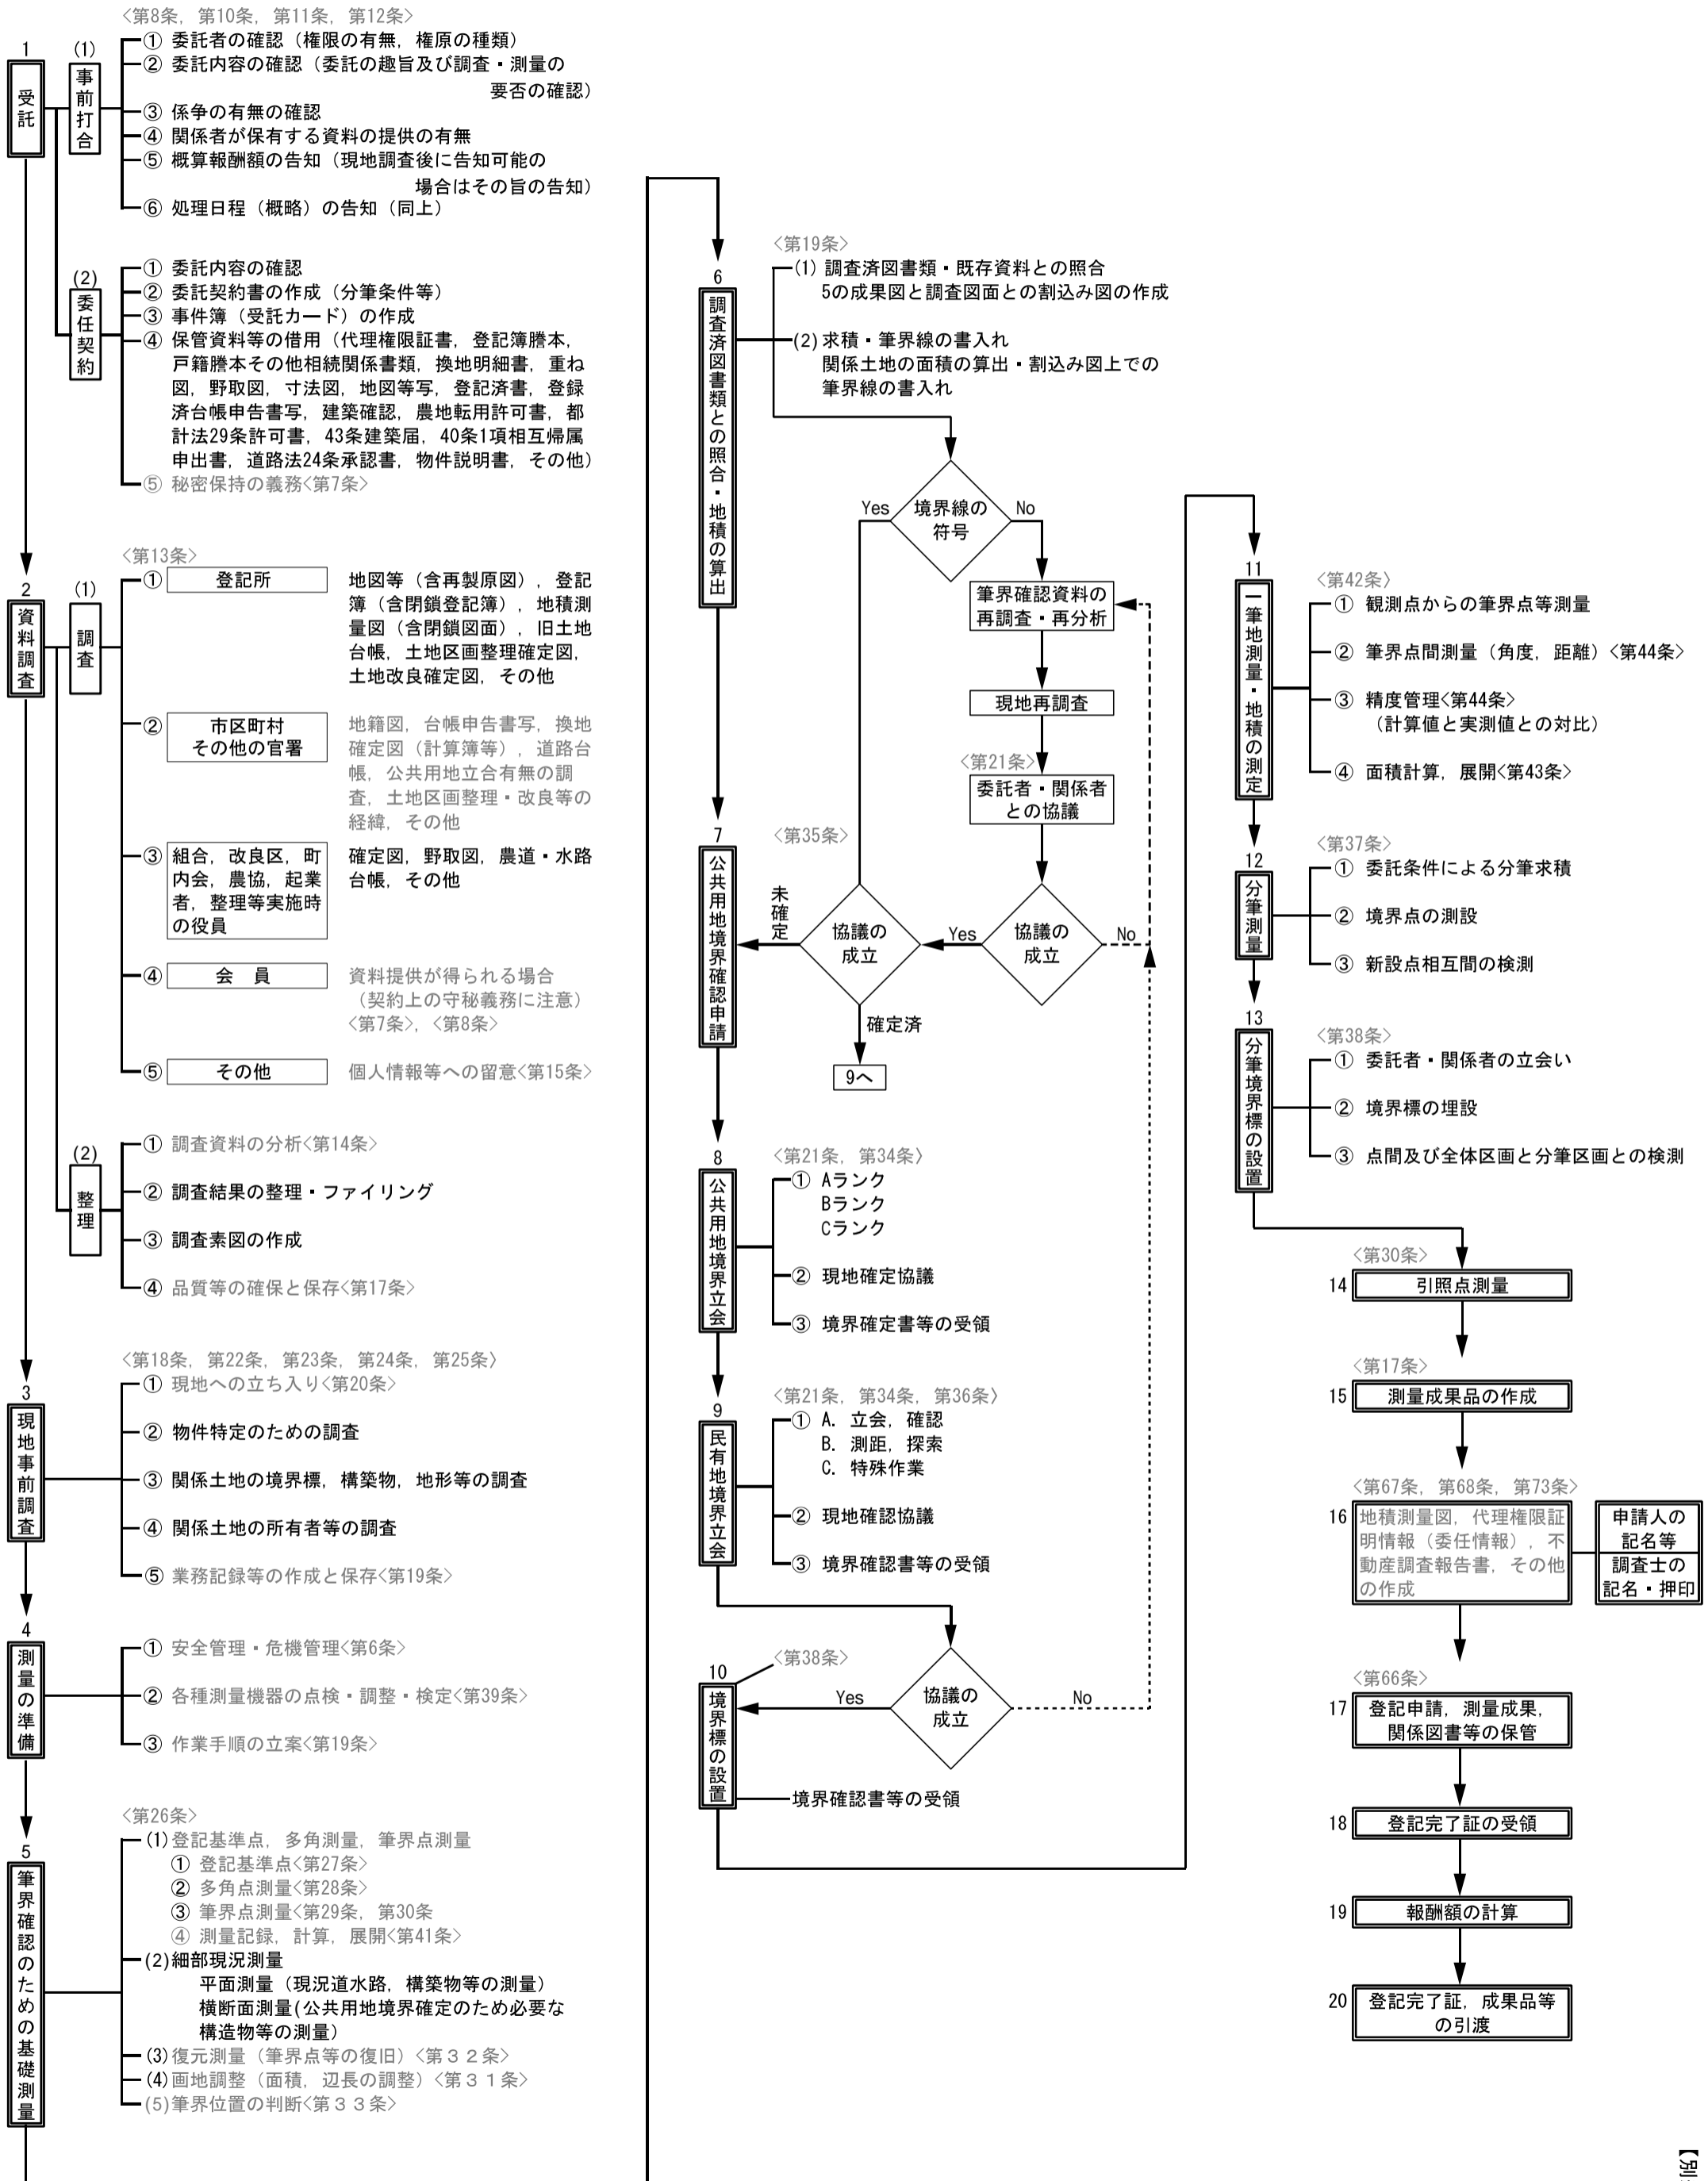 <第8条，第10条，第11条，第12条>
1
受託
(1)
事前打合
① 委託者の確認（権限の有無，権原の種類）
② 委託内容の確認（委託の趣旨及び調査・測量の
要否の確認）
③ 係争の有無の確認
④ 関係者が保有する資料の提供の有無
⑤ 概算報酬額の告知（現地調査後に告知可能の
場合はその旨の告知）
⑥ 処理日程（概略）の告知（同上）
(2)
委任契約
① 委託内容の確認
② 委託契約書の作成（分筆条件等）
③ 事件簿（受託カード）の作成
④ 保管資料等の借用（代理権限証書，登記簿謄本，
戸籍謄本その他相続関係書類，換地明細書，重ね
図，野取図，寸法図，地図等写，登記済書，登録
済台帳申告書写，建築確認，農地転用許可書，都
計法29条許可書，43条建築届，40条1項相互帰属
申出書，道路法24条承認書，物件説明書，その他）
⑤ 秘密保持の義務<第7条>
<第13条>
2
資料調査
(1)
調査
① 登記所
地図等（含再製原図），登記
簿（含閉鎖登記簿），地積測
量図（含閉鎖図面），旧土地
台帳，土地区画整理確定図，
土地改良確定図，その他
② 市区町村
その他の官署
地籍図，台帳申告書写，換地
確定図（計算簿等），道路台
帳，公共用地立合有無の調
査，土地区画整理・改良等の
経緯，その他
③ 組合，改良区，町
内会，農協，起業
者，整理等実施時
の役員
確定図，野取図，農道・水路
台帳，その他
④ 会　員
資料提供が得られる場合
（契約上の守秘義務に注意）
<第7条>，<第8条>
⑤ その他
個人情報等への留意<第15条>
(2)
整理
① 調査資料の分析<第14条>
② 調査結果の整理・ファイリング
③ 調査素図の作成
④ 品質等の確保と保存<第17条>
<第18条，第22条，第23条，第24条，第25条>
3
現地事前調査
① 現地への立ち入り<第20条>
② 物件特定のための調査
③ 関係土地の境界標，構築物，地形等の調査
④ 関係土地の所有者等の調査
⑤ 業務記録等の作成と保存<第19条>
4
測量の準備
① 安全管理・危機管理<第6条>
② 各種測量機器の点検・調整・検定<第39条>
③ 作業手順の立案<第19条>
<第26条>
5
筆界確認のための基礎測量
(1)登記基準点，多角測量，筆界点測量
① 登記基準点<第27条>
② 多角点測量<第28条>
③ 筆界点測量<第29条，第30条
④ 測量記録，計算，展開<第41条>
(2)細部現況測量
平面測量（現況道水路，構築物等の測量）
横断面測量(公共用地境界確定のため必要な
構造物等の測量）
(3)復元測量（筆界点等の復旧）<第３２条>
(4)画地調整（面積，辺長の調整）<第３１条>
(5)筆界位置の判断<第３３条>
6
調査済図書類との照合・地積の算出
<第19条>
(1) 調査済図書類・既存資料との照合
5の成果図と調査図面との割込み図の作成
(2) 求積・筆界線の書入れ
関係土地の面積の算出・割込み図上での
筆界線の書入れ
Yes
境界線の
符号
No
筆界確認資料の
再調査・再分析
現地再調査
<第21条>
委託者・関係者
との協議
7
公共用地境界確認申請
<第35条>
未確定
協議の
成立
Yes
協議の
成立
No
確定済
9へ
8
公共用地境界立会
<第21条，第34条>
① Aランク
Bランク
Cランク
② 現地確定協議
③ 境界確定書等の受領
9
民有地境界立会
<第21条，第34条，第36条>
① A. 立会，確認
B. 測距，探索
C. 特殊作業
② 現地確認協議
③ 境界確認書等の受領
10
境界標の設置
<第38条>
Yes
協議の
成立
No
境界確認書等の受領
11
一筆地測量・地積の測定
<第42条>
① 観測点からの筆界点等測量
② 筆界点間測量（角度，距離）<第44条>
③ 精度管理<第44条>
（計算値と実測値との対比）
④ 面積計算，展開<第43条>
12
分筆測量
<第37条>
① 委託条件による分筆求積
② 境界点の測設
③ 新設点相互間の検測
13
分筆境界標の設置
<第38条>
① 委託者・関係者の立会い
② 境界標の埋設
③ 点間及び全体区画と分筆区画との検測
<第30条>
14 引照点測量
<第17条>
15 測量成果品の作成
<第67条，第68条，第73条>
16 地積測量図，代理権限証
明情報（委任情報），不
動産調査報告書，その他
の作成
申請人の
記名等
調査士の
記名・押印
<第66条>
17 登記申請，測量成果，
関係図書等の保管
18 登記完了証の受領
19 報酬額の計算
20 登記完了証，成果品等
の引渡
【別